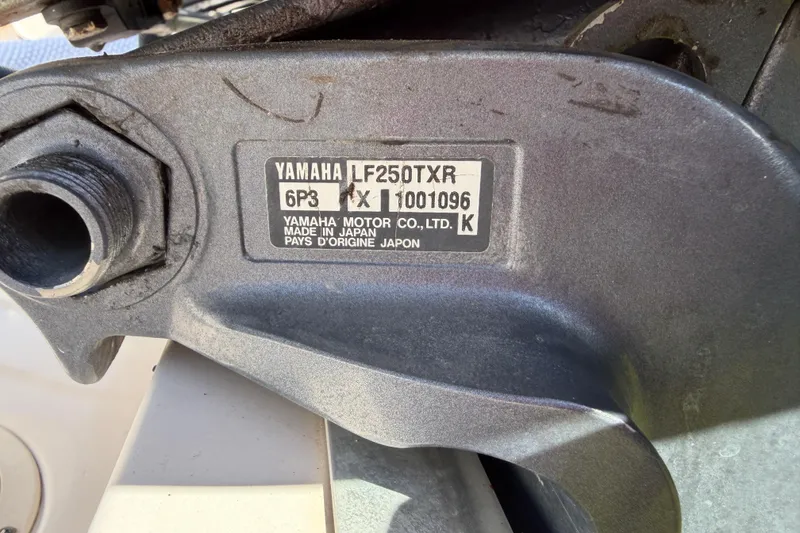 YAMAHA LF250TXR
6P3 X 1001096
YAMAHA MOTOR CO., LTD. K
MADE IN JAPAN
PAYS D'ORIGINE JAPON